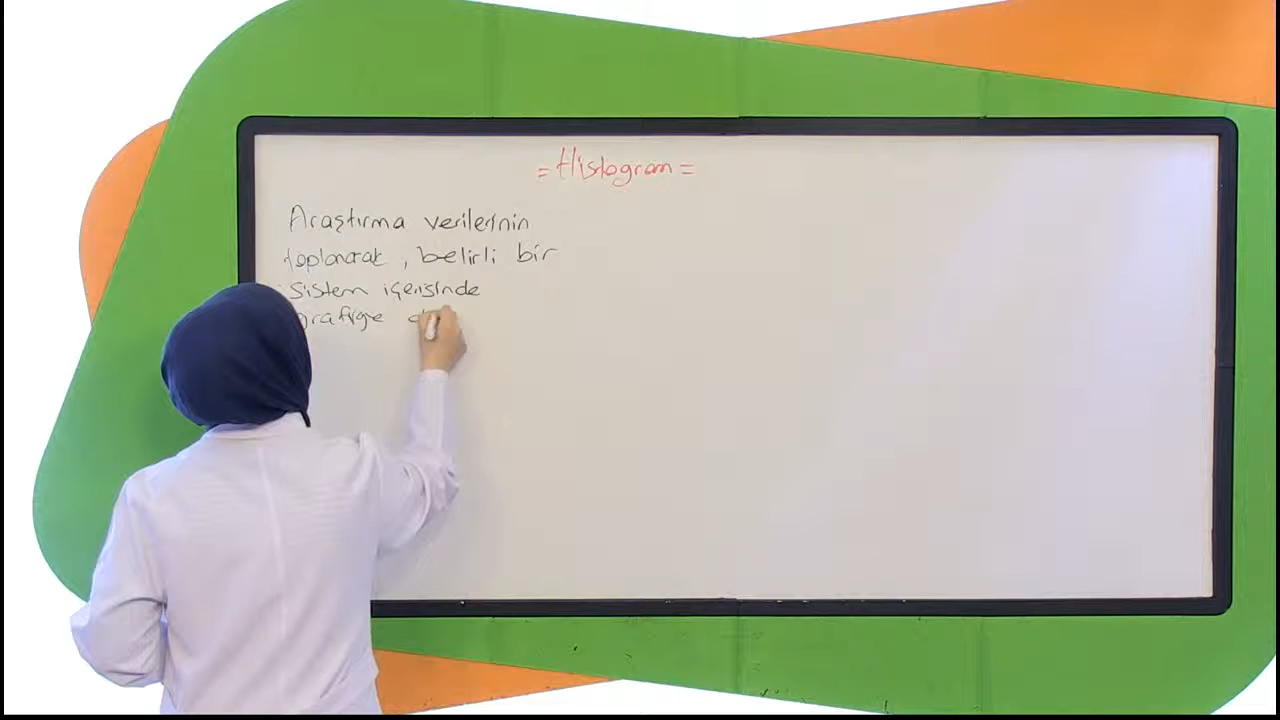 = Histogram =
Araştırma verilerinin
toplanarak, belirli bir
sistem içerisinde
grafiğe